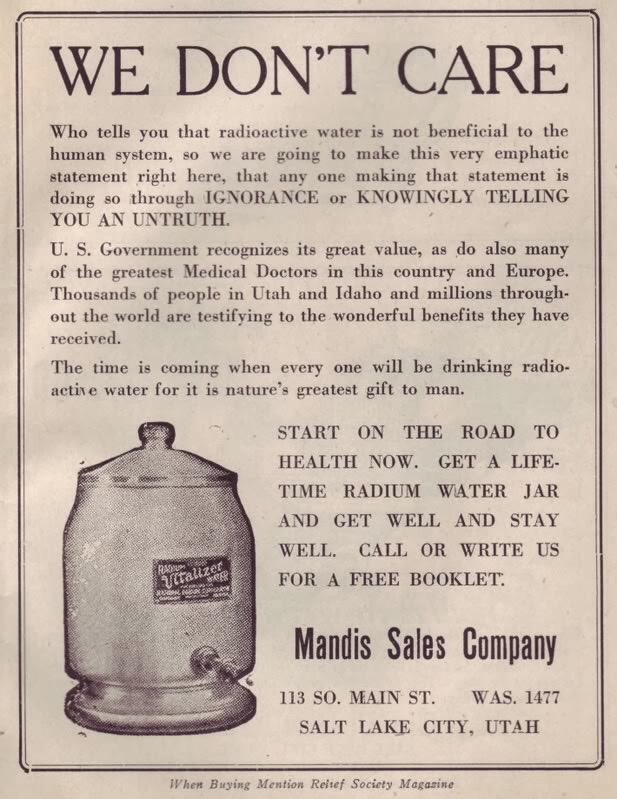 WE DON'T CARE
Who tells you that radioactive water is not beneficial to the
human system, so we are going to make this very emphatic
statement right here, that any one making that statement is
doing so through IGNORANCE or KNOWINGLY TELLING
YOU AN UNTRUTH.
U. S. Government recognizes its great value, as do also many
of the greatest Medical Doctors in this country and Europe.
Thousands of people in Utah and Idaho and millions through-
out the world are testifying to the wonderful benefits they have
received.
The time is coming when every one will be drinking radio-
active water for it is nature's greatest gift to man.
START ON THE ROAD TO
HEALTH NOW. GET A LIFE-
TIME RADIUM WATER JAR
AND GET WELL AND STAY
WELL. CALL OR WRITE US
FOR A FREE BOOKLET.
RADIUM
Vitalizer
WATER
Mandis Sales Company
113 SO. MAIN ST. WAS. 1477
SALT LAKE CITY, UTAH
When Buying Mention Relief Society Magazine